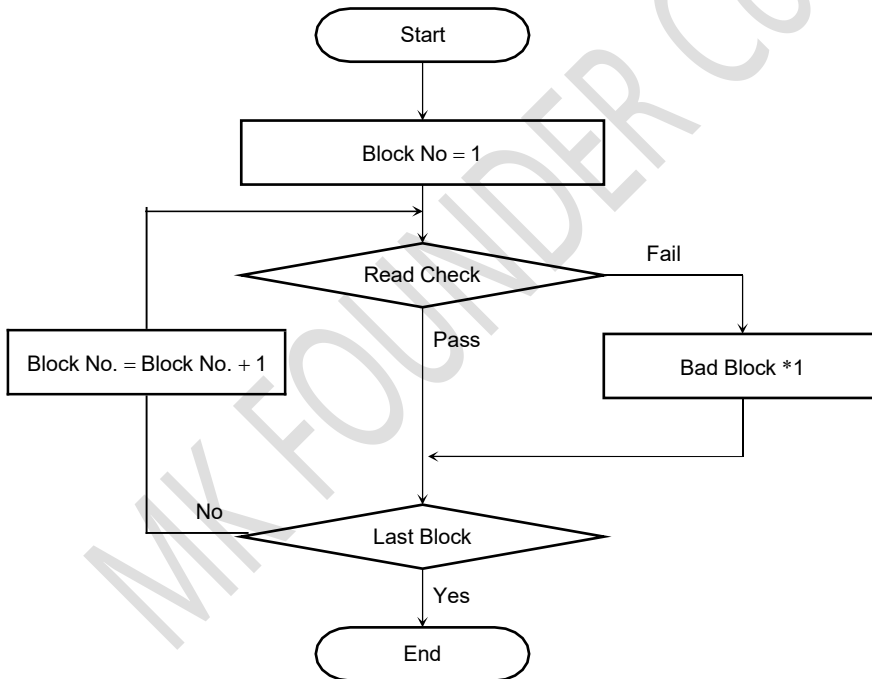 Start
Block No = 1
Read Check
Fail
Pass
Block No. = Block No. + 1
Bad Block *1
No
Last Block
Yes
End
MK FOUNDER CO